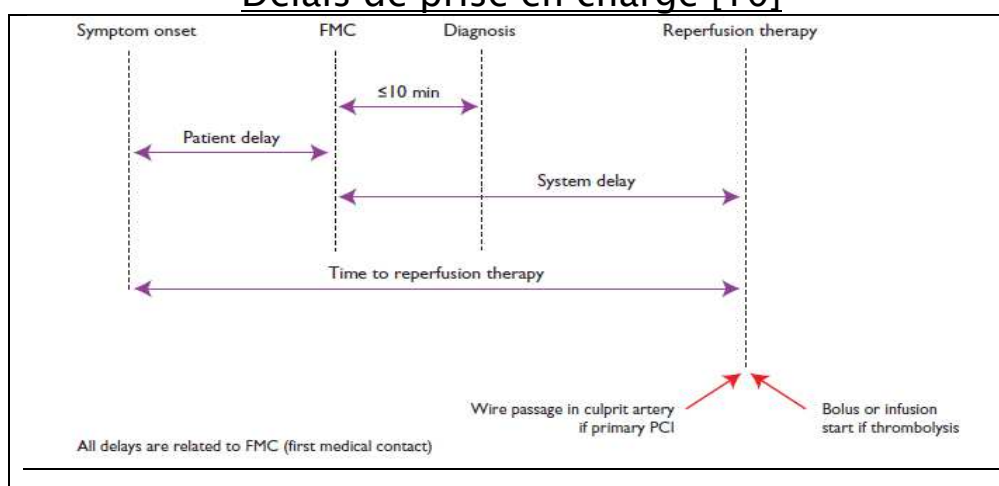 Délais de prise en charge [16]
Symptom onset FMC Diagnosis Reperfusion therapy
≤10 min
Patient delay
System delay
Time to reperfusion therapy
Wire passage in culprit artery
if primary PCI
Bolus or infusion
start if thrombolysis
All delays are related to FMC (first medical contact)